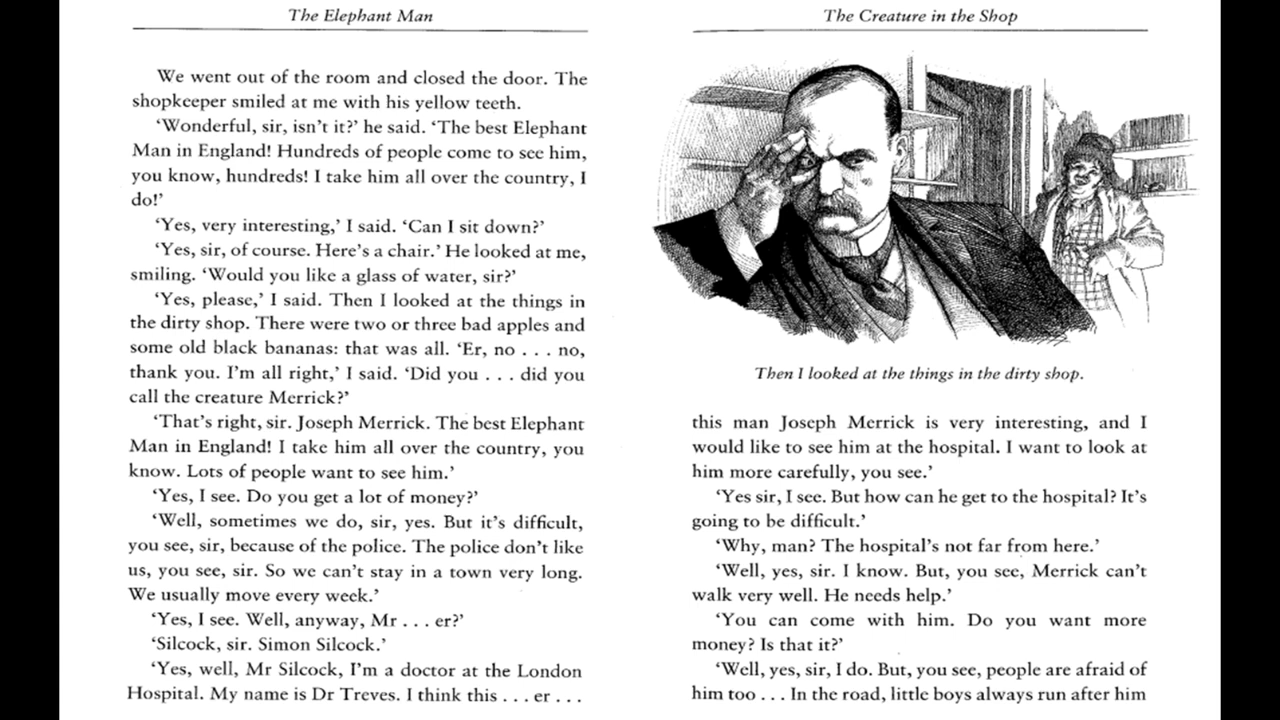 The Elephant Man
We went out of the room and closed the door. The
shopkeeper smiled at me with his yellow teeth.
‘Wonderful, sir, isn’t it?’ he said. ‘The best Elephant
Man in England! Hundreds of people come to see him,
you know, hundreds! I take him all over the country, I
do!’
‘Yes, very interesting,’ I said. ‘Can I sit down?’
‘Yes, sir, of course. Here’s a chair.’ He looked at me,
smiling. ‘Would you like a glass of water, sir?’
‘Yes, please,’ I said. Then I looked at the things in
the dirty shop. There were two or three bad apples and
some old black bananas: that was all. ‘Er, no . . . no,
thank you. I’m all right,’ I said. ‘Did you . . . did you
call the creature Merrick?’
‘That’s right, sir. Joseph Merrick. The best Elephant
Man in England! I take him all over the country, you
know. Lots of people want to see him.’
‘Yes, I see. Do you get a lot of money?’
‘Well, sometimes we do, sir, yes. But it’s difficult,
you see, sir, because of the police. The police don’t like
us, you see, sir. So we can’t stay in a town very long.
We usually move every week.’
‘Yes, I see. Well, anyway, Mr . . . er?’
‘Silcock, sir. Simon Silcock.’
‘Yes, well, Mr Silcock, I’m a doctor at the London
Hospital. My name is Dr Treves. I think this . . . er . . .
The Creature in the Shop
Then I looked at the things in the dirty shop.
this man Joseph Merrick is very interesting, and I
would like to see him at the hospital. I want to look at
him more carefully, you see.’
‘Yes sir, I see. But how can he get to the hospital? It’s
going to be difficult.’
‘Why, man? The hospital’s not far from here.’
‘Well, yes, sir. I know. But, you see, Merrick can’t
walk very well. He needs help.’
‘You can come with him. Do you want more
money? Is that it?’
‘Well, yes, sir, I do. But, you see, people are afraid of
him too . . . In the road, little boys always run after him